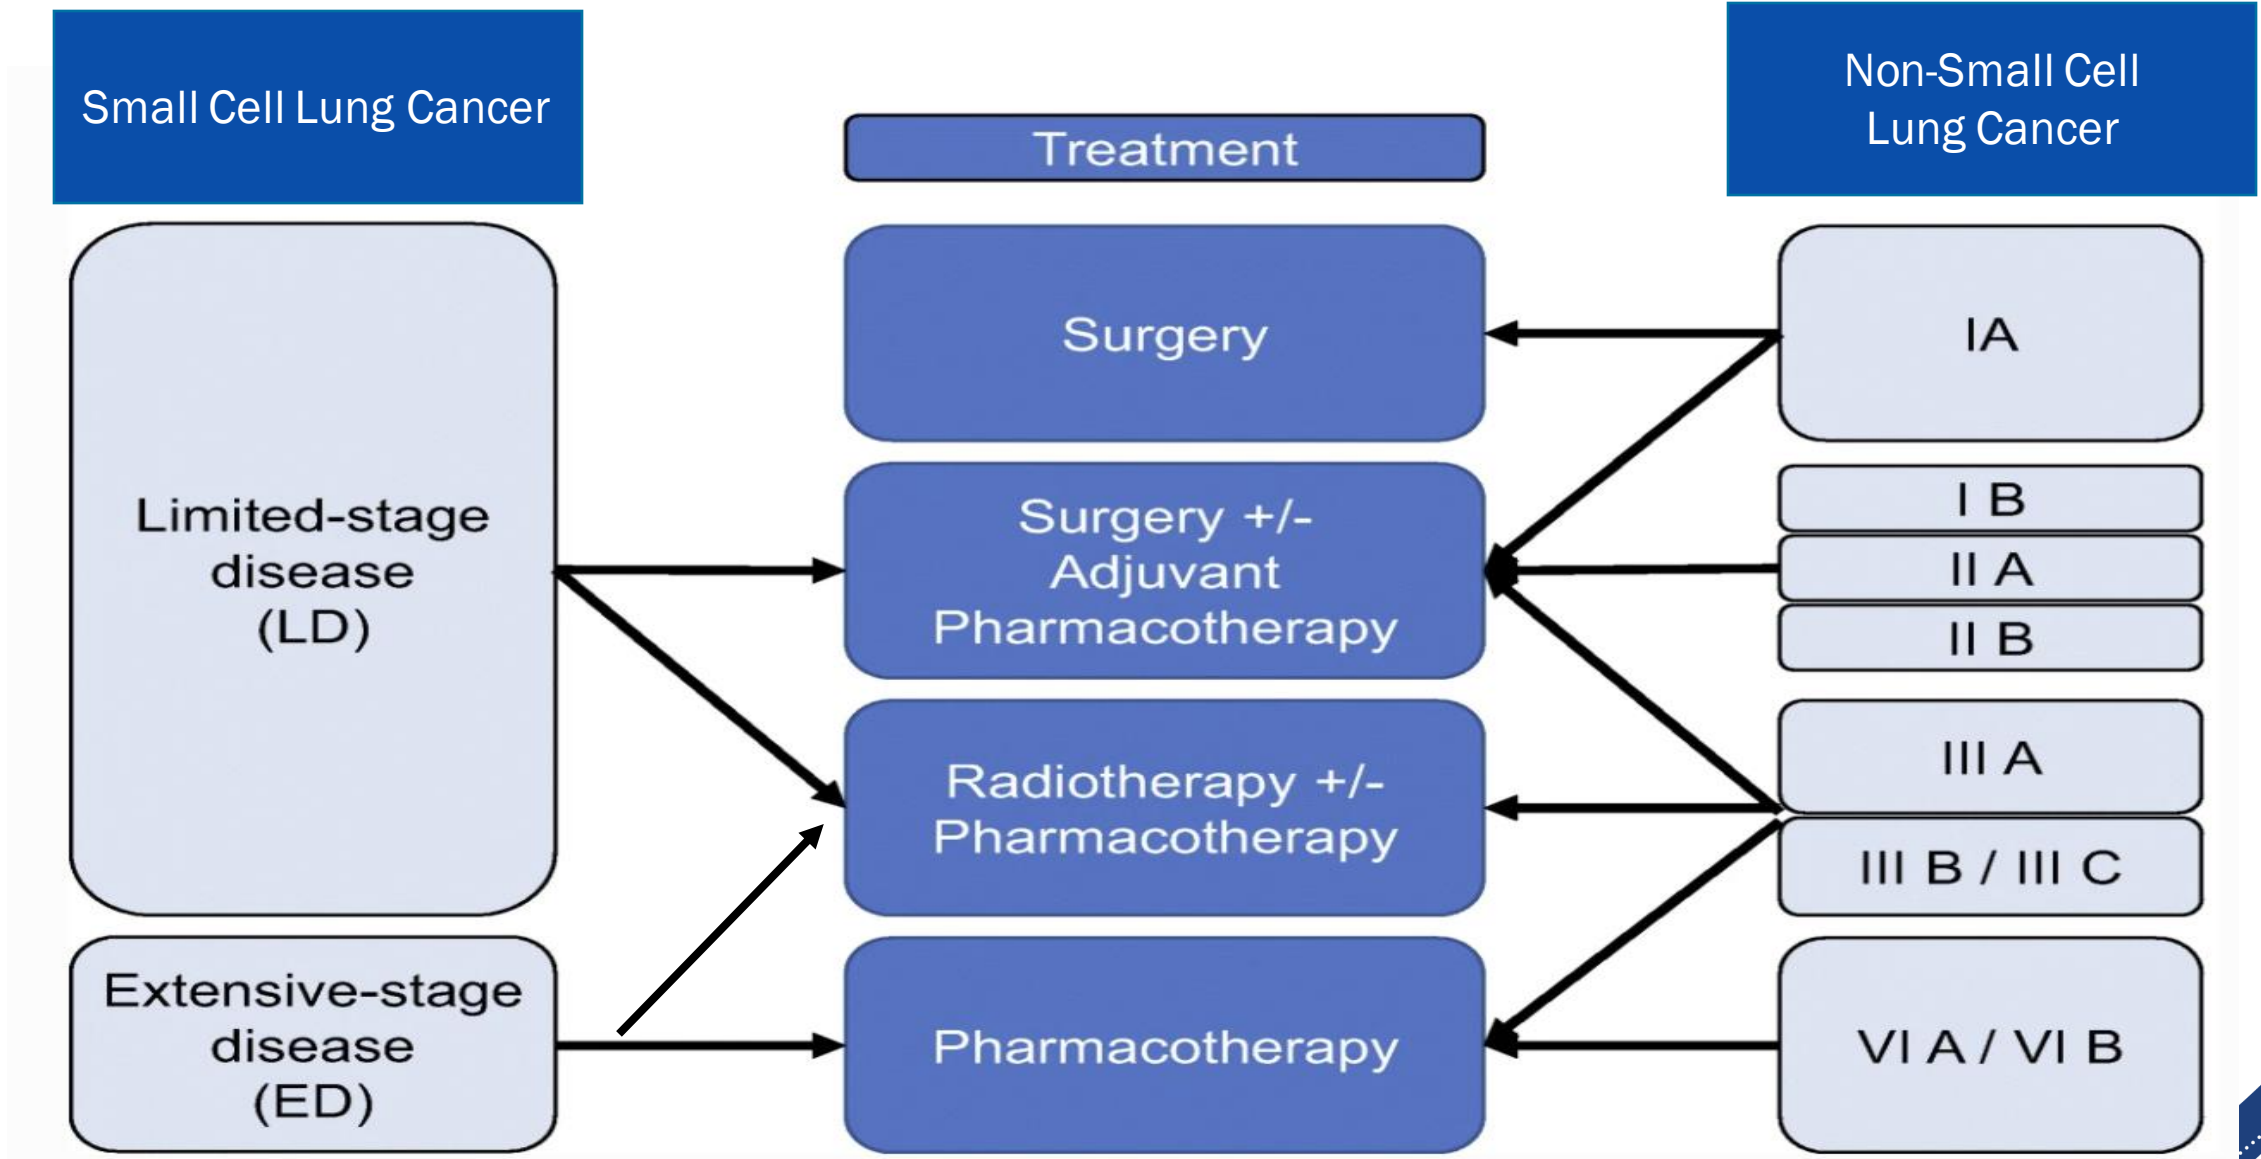 Small Cell Lung Cancer
Non-Small Cell
Lung Cancer
Treatment
Limited-stage
disease
(LD)
Extensive-stage
disease
(ED)
Surgery
Surgery +/-
Adjuvant
Pharmacotherapy
Radiotherapy +/-
Pharmacotherapy
Pharmacotherapy
IA
I B
II A
II B
III A
III B / III C
VI A / VI B